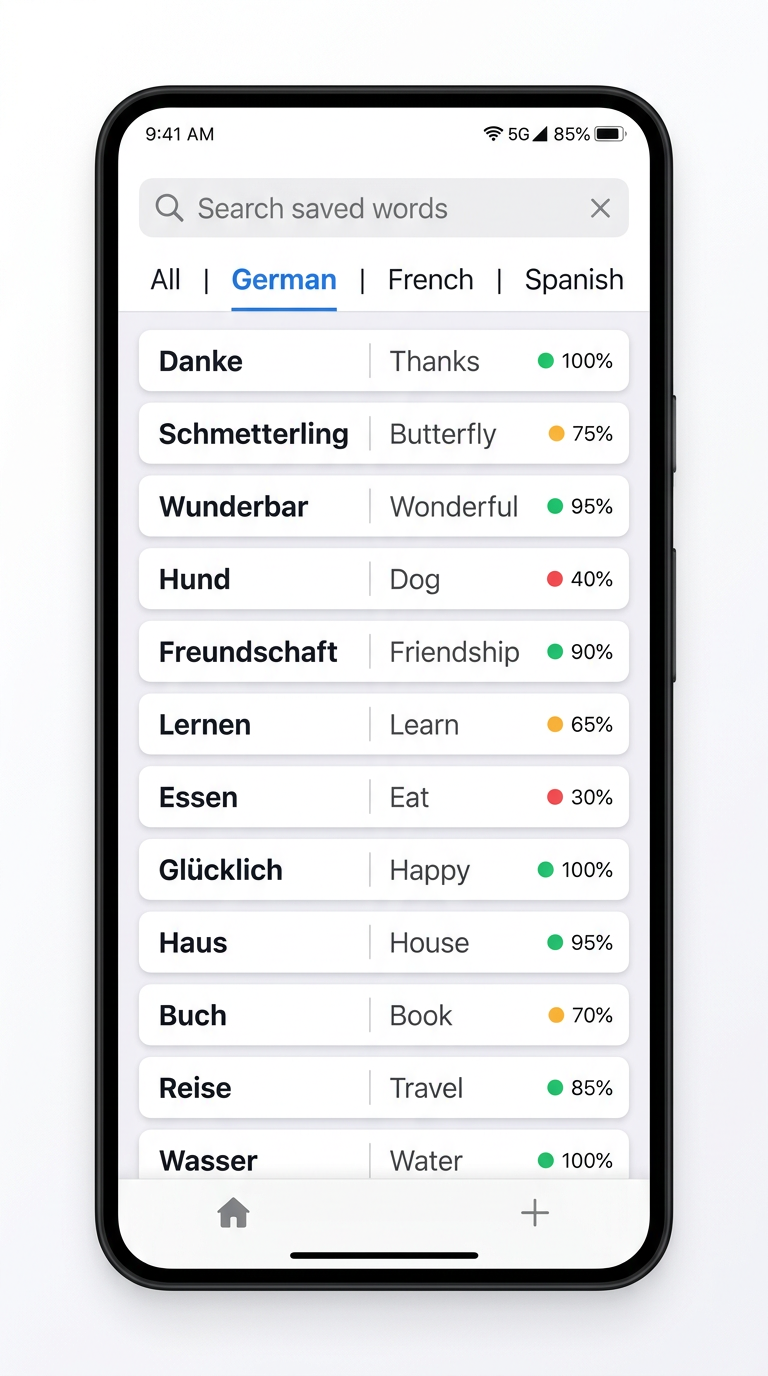 9:41 AM 5G 85%
Search saved words
All | German | French | Spanish
Danke | Thanks 100%
Schmetterling | Butterfly 75%
Wunderbar | Wonderful 95%
Hund | Dog 40%
Freundschaft | Friendship 90%
Lernen | Learn 65%
Essen | Eat 30%
Glücklich | Happy 100%
Haus | House 95%
Buch | Book 70%
Reise | Travel 85%
Wasser | Water 100%